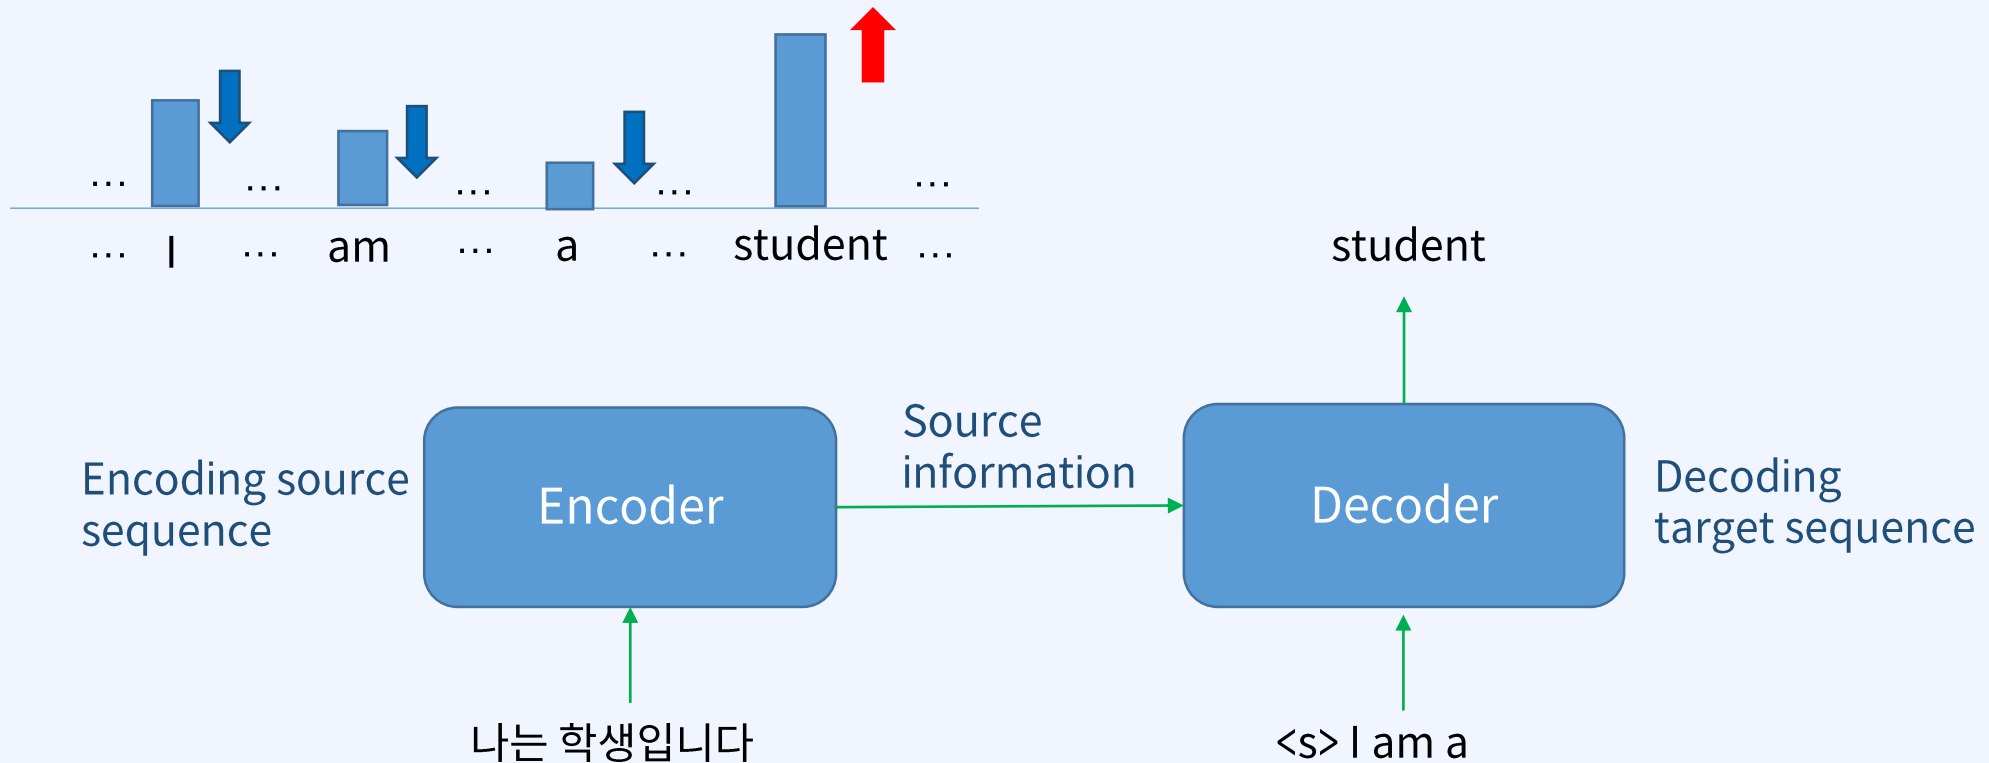 … … … … …
… I … am … a … student …
student
Encoding source
sequence
Encoder
Source
information
Decoder
Decoding
target sequence
나는 학생입니다
<s> I am a